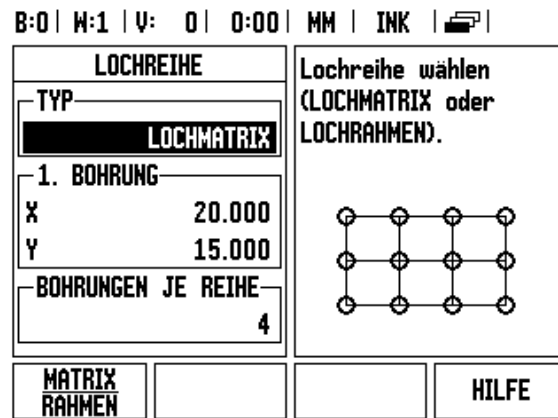 B:0| W:1 |V: 0| 0:00| MM | INK |
LOCHREIHE
TYP
LOCHMATRIX
1. BOHRUNG
X 20.000
Y 15.000
BOHRUNGEN JE REIHE
4
Lochreihe wählen
(LOCHMATRIX oder
LOCHRAHMEN).
MATRIX
RAHMEN
HILFE